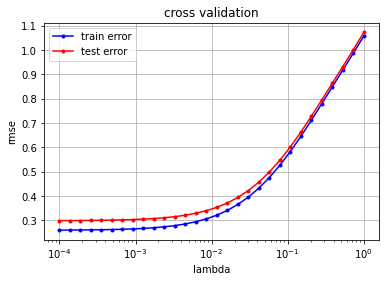 cross validation
train error
test error
rmse
1.1
1.0
0.9
0.8
0.7
0.6
0.5
0.4
0.3
10⁻⁴
10⁻³
10⁻²
10⁻¹
10⁰
lambda